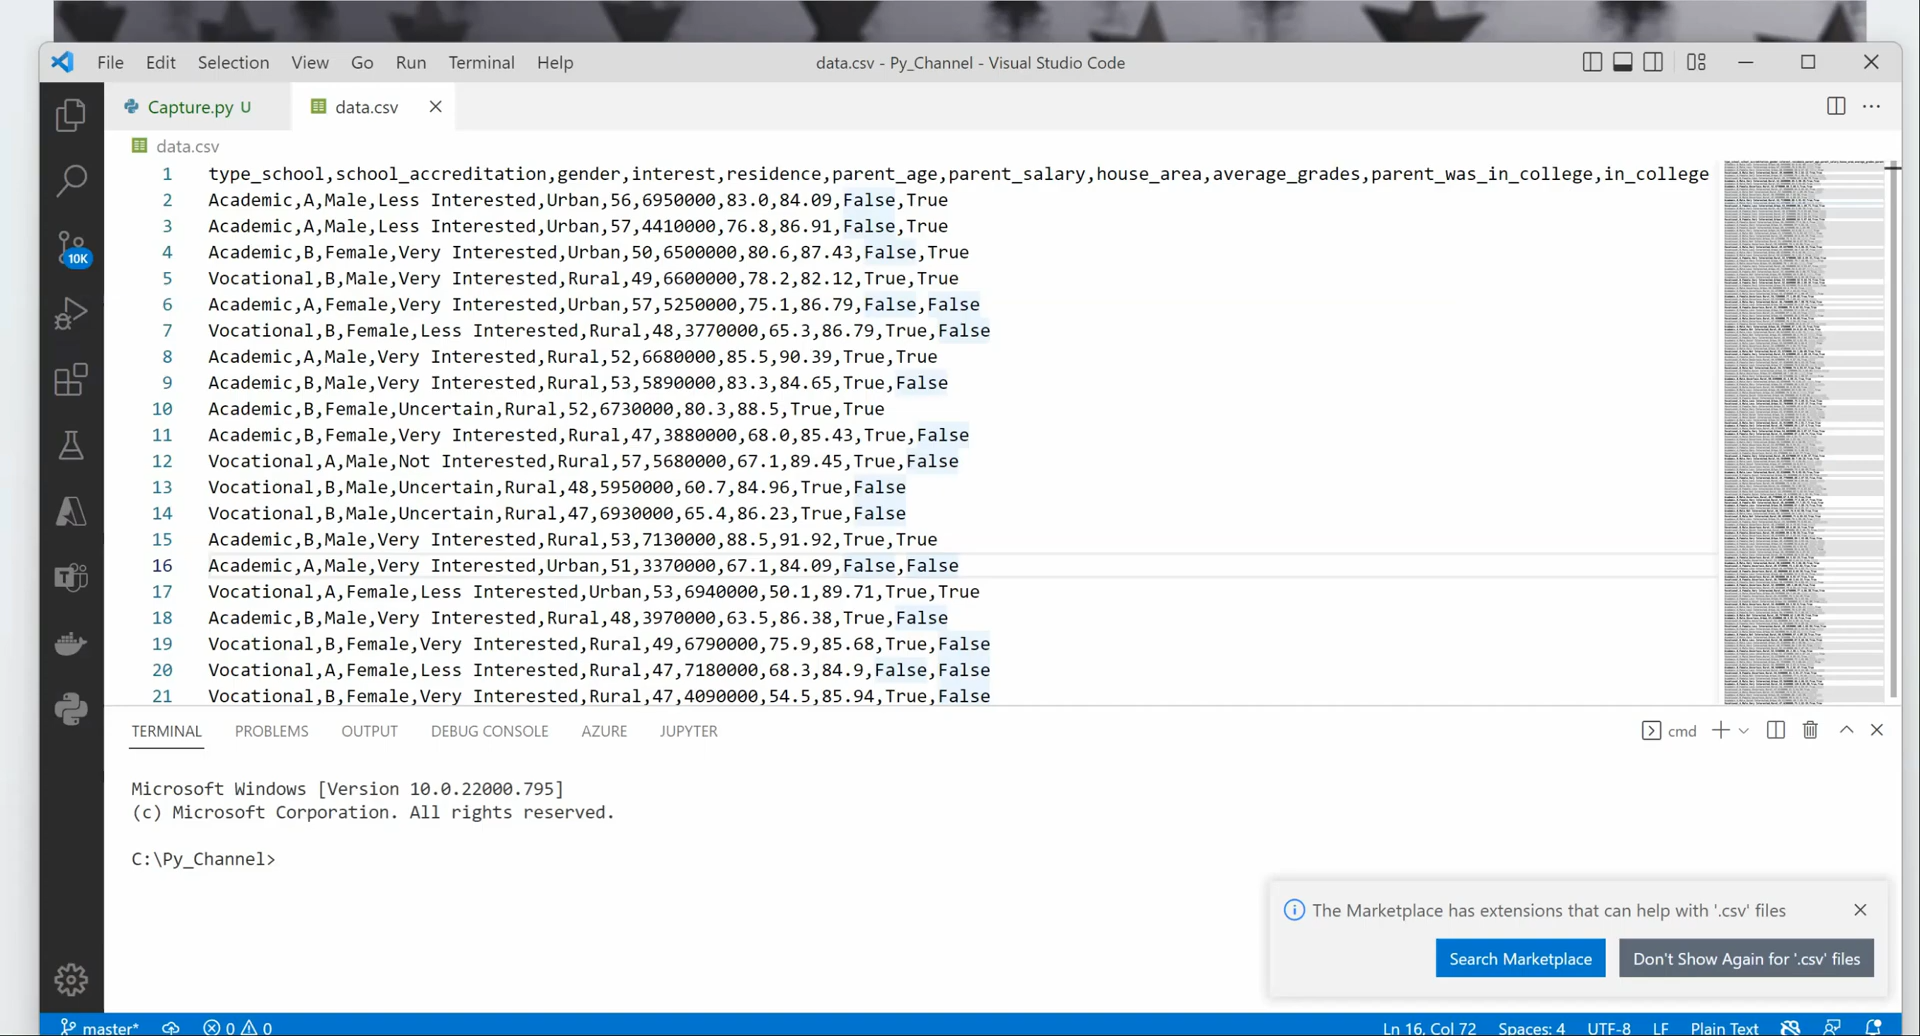 File Edit Selection View Go Run Terminal Help data.csv - Py_Channel - Visual Studio Code
Capture.py U data.csv
data.csv
1 type_school,school_accreditation,gender,interest,residence,parent_age,parent_salary,house_area,average_grades,parent_was_in_college,in_college
2 Academic,A,Male,Less Interested,Urban,56,6950000,83.0,84.09,False,True
3 Academic,A,Male,Less Interested,Urban,57,4410000,76.8,86.91,False,True
4 Academic,B,Female,Very Interested,Urban,50,6500000,80.6,87.43,False,True
5 Vocational,B,Male,Very Interested,Rural,49,6600000,78.2,82.12,True,True
6 Academic,A,Female,Very Interested,Urban,57,5250000,75.1,86.79,False,False
7 Vocational,B,Female,Less Interested,Rural,48,3770000,65.3,86.79,True,False
8 Academic,A,Male,Very Interested,Rural,52,6680000,85.5,90.39,True,True
9 Academic,B,Male,Very Interested,Rural,53,5890000,83.3,84.65,True,False
10 Academic,B,Female,Uncertain,Rural,52,6730000,80.3,88.5,True,True
11 Academic,B,Female,Very Interested,Rural,47,3880000,68.0,85.43,True,False
12 Vocational,A,Male,Not Interested,Rural,57,5680000,67.1,89.45,True,False
13 Vocational,B,Male,Uncertain,Rural,48,5950000,60.7,84.96,True,False
14 Vocational,B,Male,Uncertain,Rural,47,6930000,65.4,86.23,True,False
15 Academic,B,Male,Very Interested,Rural,53,7130000,88.5,91.92,True,True
16 Academic,A,Male,Very Interested,Urban,51,3370000,67.1,84.09,False,False
17 Vocational,A,Female,Less Interested,Urban,53,6940000,50.1,89.71,True,True
18 Academic,B,Male,Very Interested,Rural,48,3970000,63.5,86.38,True,False
19 Vocational,B,Female,Very Interested,Rural,49,6790000,75.9,85.68,True,False
20 Vocational,A,Female,Less Interested,Rural,47,7180000,68.3,84.9,False,False
21 Vocational,B,Female,Very Interested,Rural,47,4090000,54.5,85.94,True,False
10K
TERMINAL PROBLEMS OUTPUT DEBUG CONSOLE AZURE JUPYTER cmd
Microsoft Windows [Version 10.0.22000.795]
(c) Microsoft Corporation. All rights reserved.
C:\Py_Channel>
The Marketplace has extensions that can help with '.csv' files
Search Marketplace Don't Show Again for '.csv' files
master* 0 0 Ln 16, Col 72 Spaces: 4 UTF-8 LF Plain Text